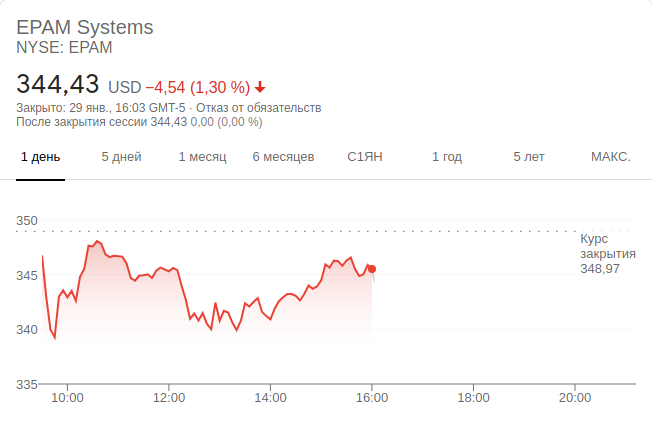 EPAM Systems
NYSE: EPAM
344,43 USD −4,54 (1,30 %)
Закрыто: 29 янв., 16:03 GMT-5 · Отказ от обязательств
После закрытия сессии 344,43 0,00 (0,00 %)
1 день 5 дней 1 месяц 6 месяцев С1ЯН 1 год 5 лет МАКС.
350
Курс
закрытия
348,97
345
340
335
10:00 12:00 14:00 16:00 18:00 20:00